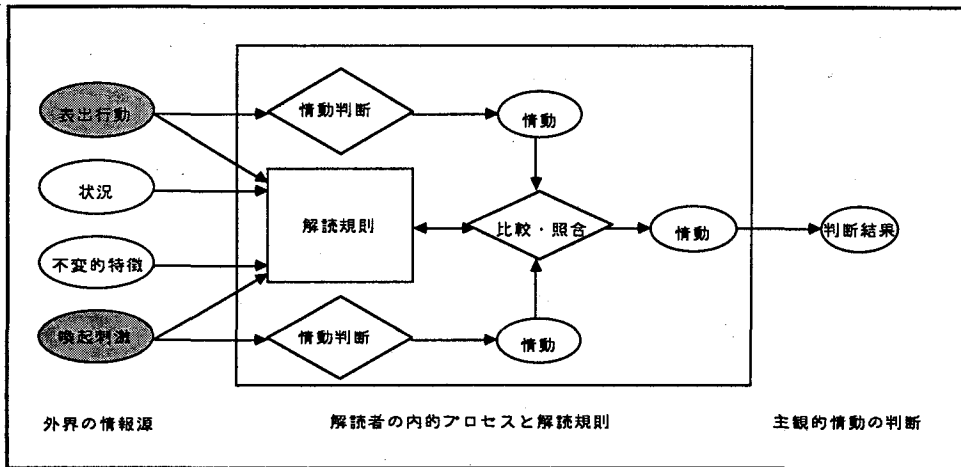 表出行動
情動判断
情動
状況
解読規則
比較・照合
情動
判断結果
不変的特徴
喚起刺激
情動判断
情動
外界の情報源
解読者の内的プロセスと解読規則
主観的情動の判断